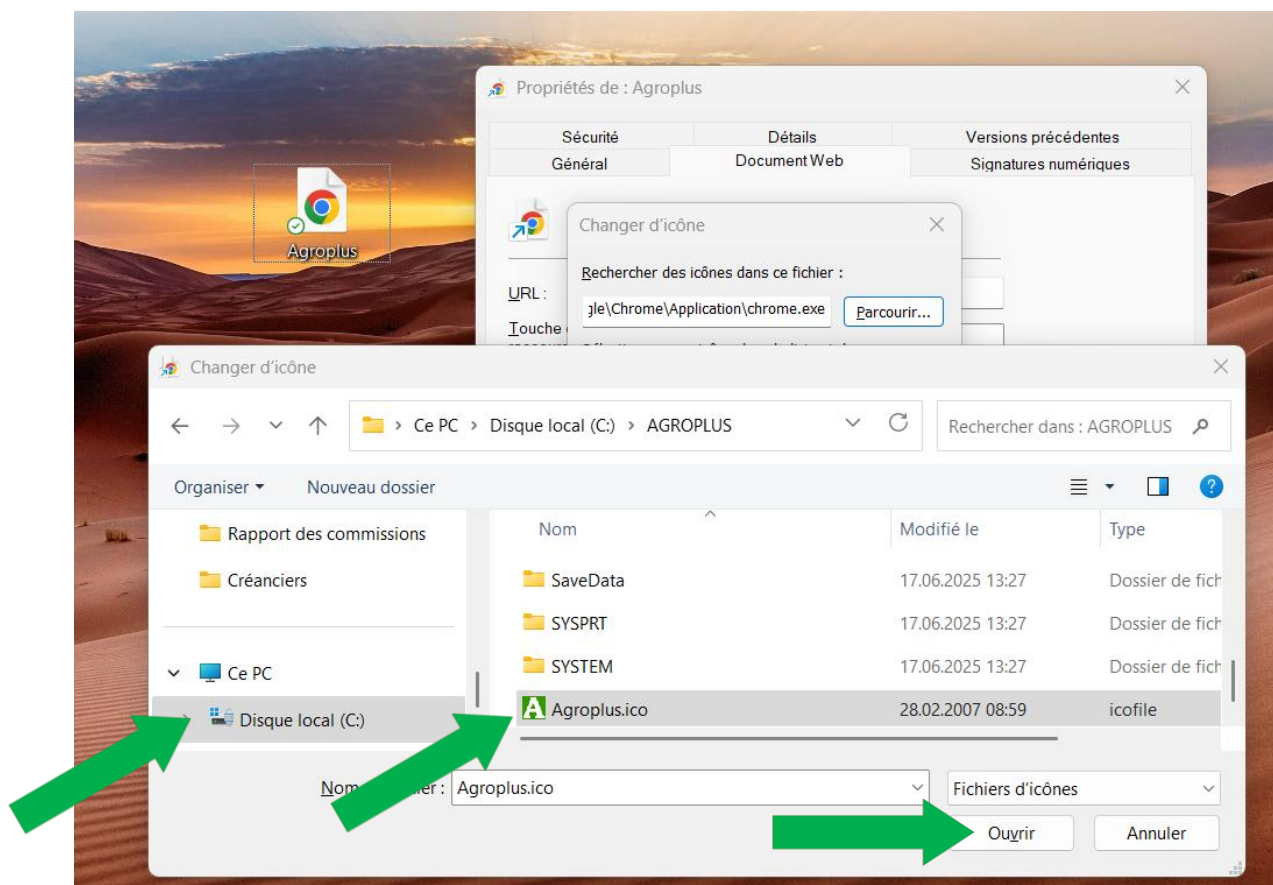 Propriétés de : Agroplus
Sécurité Détails Versions précédentes
Général Document Web Signatures numériques
Agroplus
Changer d'icône
Rechercher des icônes dans ce fichier :
URL :
gle\Chrome\Application\chrome.exe Parcourir...
Touche
Changer d'icône
Ce PC > Disque local (C:) > AGROPLUS
Rechercher dans : AGROPLUS
Organiser Nouveau dossier
Nom Modifié le Type
Rapport des commissions
Créanciers
Ce PC
Disque local (C:)
SaveData 17.06.2025 13:27 Dossier de fich
SYSPRT 17.06.2025 13:27 Dossier de fich
SYSTEM 17.06.2025 13:27 Dossier de fich
Agroplus.ico 28.02.2007 08:59 icofile
Agroplus.ico Fichiers d'icônes
Ouvrir Annuler